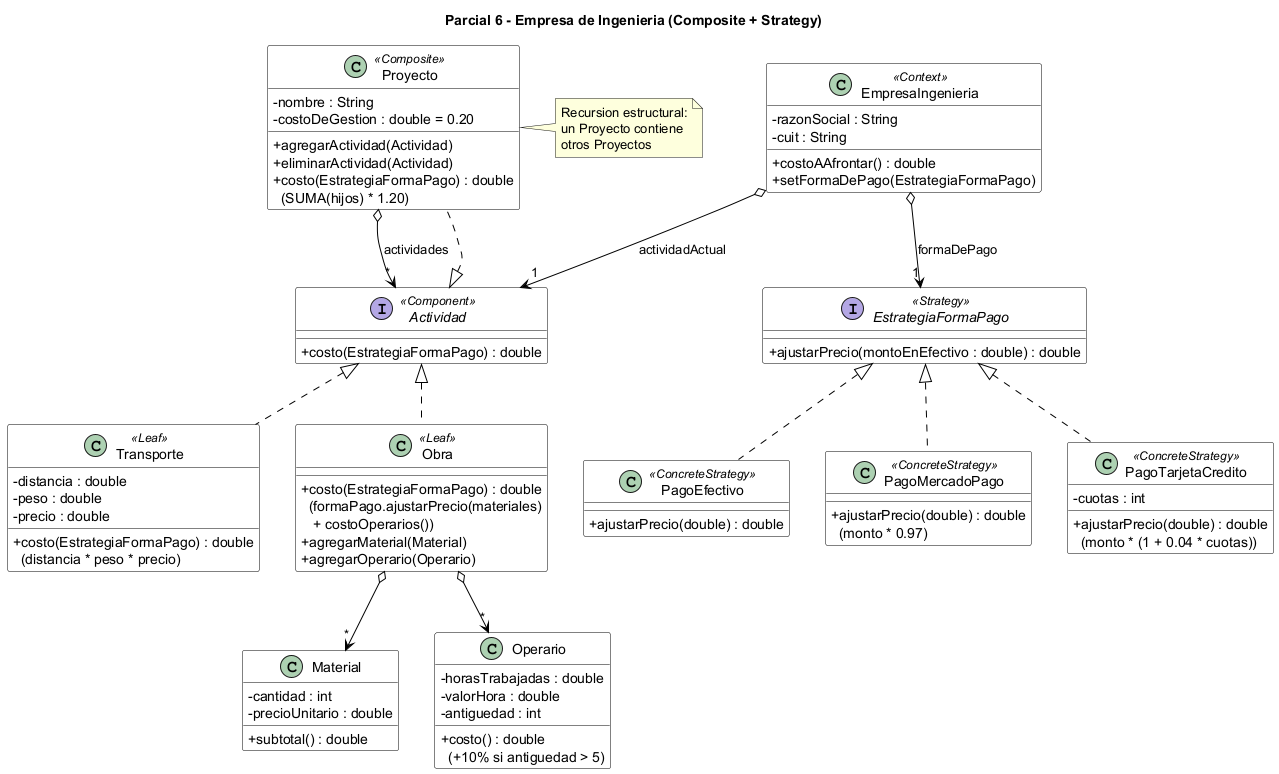 Parcial 6 - Empresa de Ingenieria (Composite + Strategy)
C
«Composite»
Proyecto
-nombre : String
-costoDeGestion : double = 0.20
+agregarActividad(Actividad)
+eliminarActividad(Actividad)
+costo(EstrategiaFormaPago) : double
(SUMA(hijos) * 1.20)
Recursion estructural:
un Proyecto contiene
otros Proyectos
C
«Context»
EmpresaIngenieria
-razonSocial : String
-cuit : String
+costoAAfrontar() : double
+setFormaDePago(EstrategiaFormaPago)
actividades
*
actividadActual
1
formaDePago
1
I
«Component»
Actividad
+costo(EstrategiaFormaPago) : double
I
«Strategy»
EstrategiaFormaPago
+ajustarPrecio(montoEnEfectivo : double) : double
C
«Leaf»
Transporte
-distancia : double
-peso : double
-precio : double
+costo(EstrategiaFormaPago) : double
(distancia * peso * precio)
C
«Leaf»
Obra
+costo(EstrategiaFormaPago) : double
(formaPago.ajustarPrecio(materiales)
+ costoOperarios())
+agregarMaterial(Material)
+agregarOperario(Operario)
C
«ConcreteStrategy»
PagoEfectivo
+ajustarPrecio(double) : double
C
«ConcreteStrategy»
PagoMercadoPago
+ajustarPrecio(double) : double
(monto * 0.97)
C
«ConcreteStrategy»
PagoTarjetaCredito
-cuotas : int
+ajustarPrecio(double) : double
(monto * (1 + 0.04 * cuotas))
*
*
C
Material
-cantidad : int
-precioUnitario : double
+subtotal() : double
C
Operario
-horasTrabajadas : double
-valorHora : double
-antiguedad : int
+costo() : double
(+10% si antiguedad > 5)